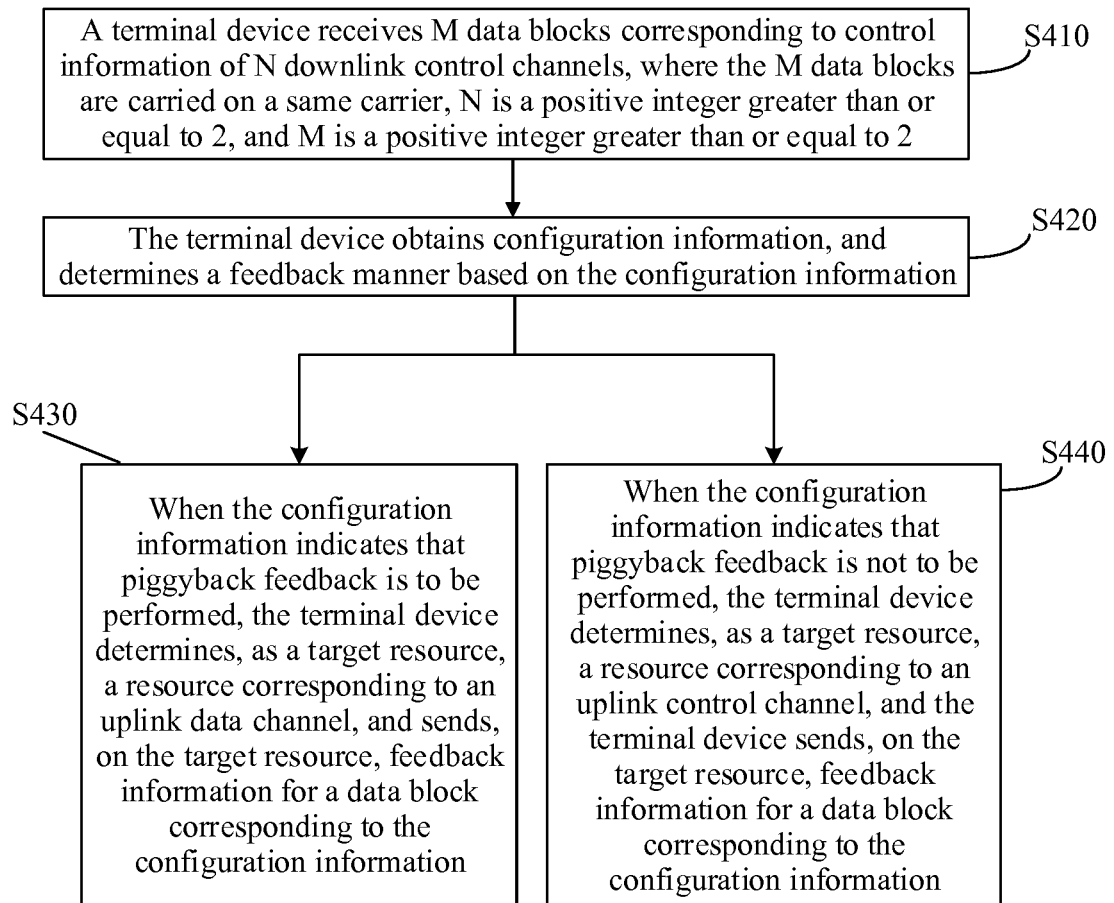 A terminal device receives M data blocks corresponding to control
information of N downlink control channels, where the M data blocks
are carried on a same carrier, N is a positive integer greater than or
equal to 2, and M is a positive integer greater than or equal to 2
S410
The terminal device obtains configuration information, and
determines a feedback manner based on the configuration information
S420
S430
When the configuration
information indicates that
piggyback feedback is to be
performed, the terminal device
determines, as a target resource,
a resource corresponding to an
uplink data channel, and sends,
on the target resource, feedback
information for a data block
corresponding to the
configuration information
S440
When the configuration
information indicates that
piggyback feedback is not to be
performed, the terminal device
determines, as a target resource,
a resource corresponding to an
uplink control channel, and the
terminal device sends, on the
target resource, feedback
information for a data block
corresponding to the
configuration information